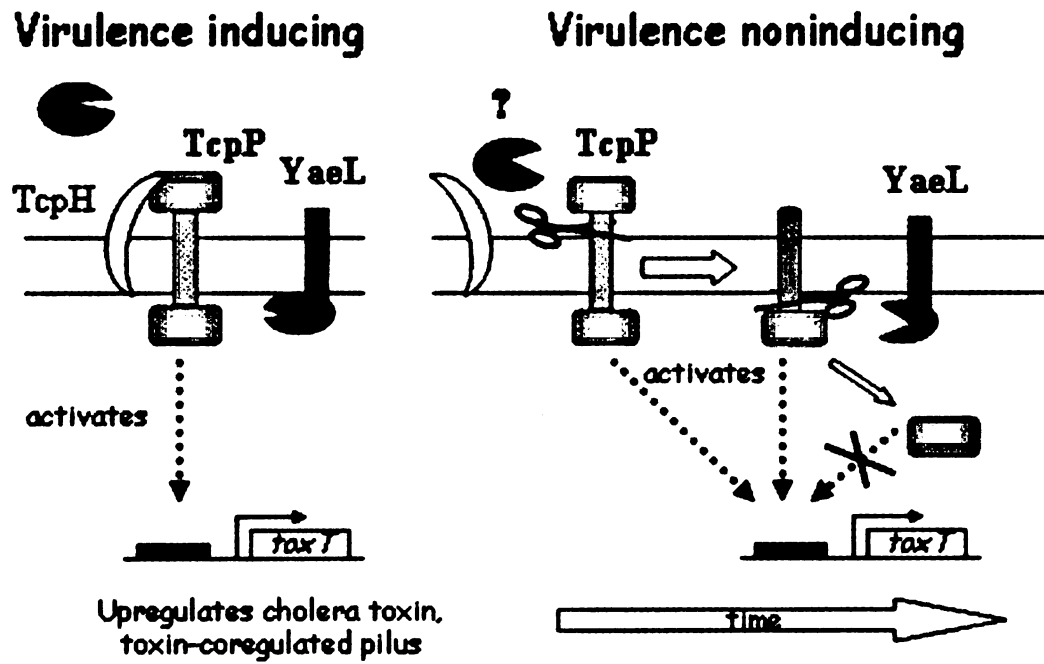 Virulence inducing
Virulence noninducing
?
TcpP
YaeL
TcpH
TcpP
YaeL
activates
activates
toxT
toxT
Upregulates cholera toxin,
toxin-coregulated pilus
time